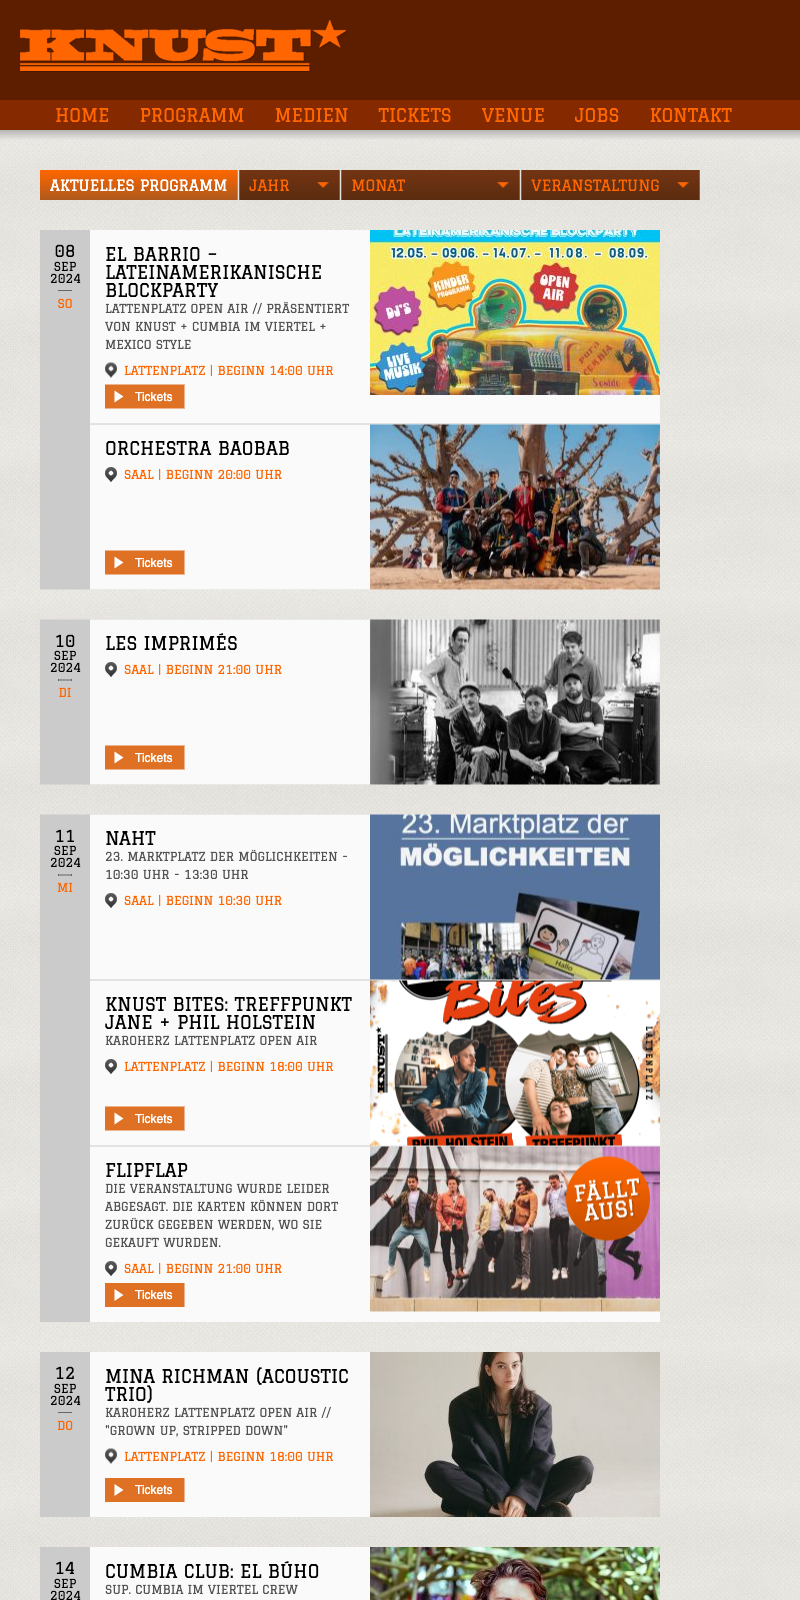 KNUST
HOME PROGRAMM MEDIEN TICKETS VENUE JOBS KONTAKT
AKTUELLES PROGRAMM JAHR MONAT VERANSTALTUNG
08
SEP
2024
SO
EL BARRIO –
LATEINAMERIKANISCHE
BLOCKPARTY
LATTENPLATZ OPEN AIR // PRÄSENTIERT
VON KNUST + CUMBIA IM VIERTEL +
MEXICO STYLE
LATTENPLATZ | BEGINN 14:00 UHR
Tickets
LATEINAMERIKANISCHE BLOCKPARTY
12.05. – 09.06. – 14.07. – 11.08. – 08.09.
KINDER
PROGRAMM
OPEN
AIR
DJ'S
LIVE
MUSIK
PURA
CUMBIA
Sonido
ORCHESTRA BAOBAB
SAAL | BEGINN 20:00 UHR
Tickets
10
SEP
2024
DI
LES IMPRIMÉS
SAAL | BEGINN 21:00 UHR
Tickets
11
SEP
2024
MI
NAHT
23. MARKTPLATZ DER MÖGLICHKEITEN -
10:30 UHR - 13:30 UHR
SAAL | BEGINN 10:30 UHR
23. Marktplatz der
MÖGLICHKEITEN
Hallo
KNUST BITES: TREFFPUNKT
JANE + PHIL HOLSTEIN
KAROHERZ LATTENPLATZ OPEN AIR
LATTENPLATZ | BEGINN 18:00 UHR
Tickets
Bites
KNUST
LATTENPLATZ
PHIL HOLSTEIN
TREFFPUNKT
FLIPFLAP
DIE VERANSTALTUNG WURDE LEIDER
ABGESAGT. DIE KARTEN KÖNNEN DORT
ZURÜCK GEGEBEN WERDEN, WO SIE
GEKAUFT WURDEN.
SAAL | BEGINN 21:00 UHR
Tickets
FÄLLT
AUS!
12
SEP
2024
DO
MINA RICHMAN (ACOUSTIC
TRIO)
KAROHERZ LATTENPLATZ OPEN AIR //
"GROWN UP, STRIPPED DOWN"
LATTENPLATZ | BEGINN 18:00 UHR
Tickets
14
SEP
2024
CUMBIA CLUB: EL BÚHO
SUP. CUMBIA IM VIERTEL CREW